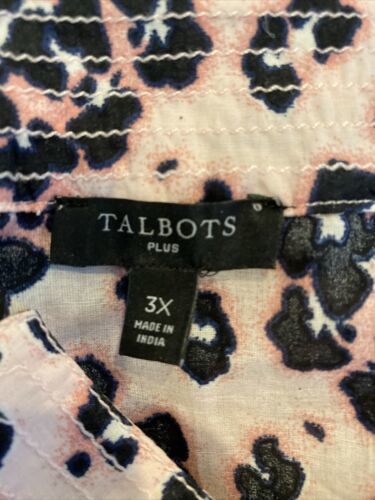 TALBOTS
PLUS
3X
MADE IN
INDIA